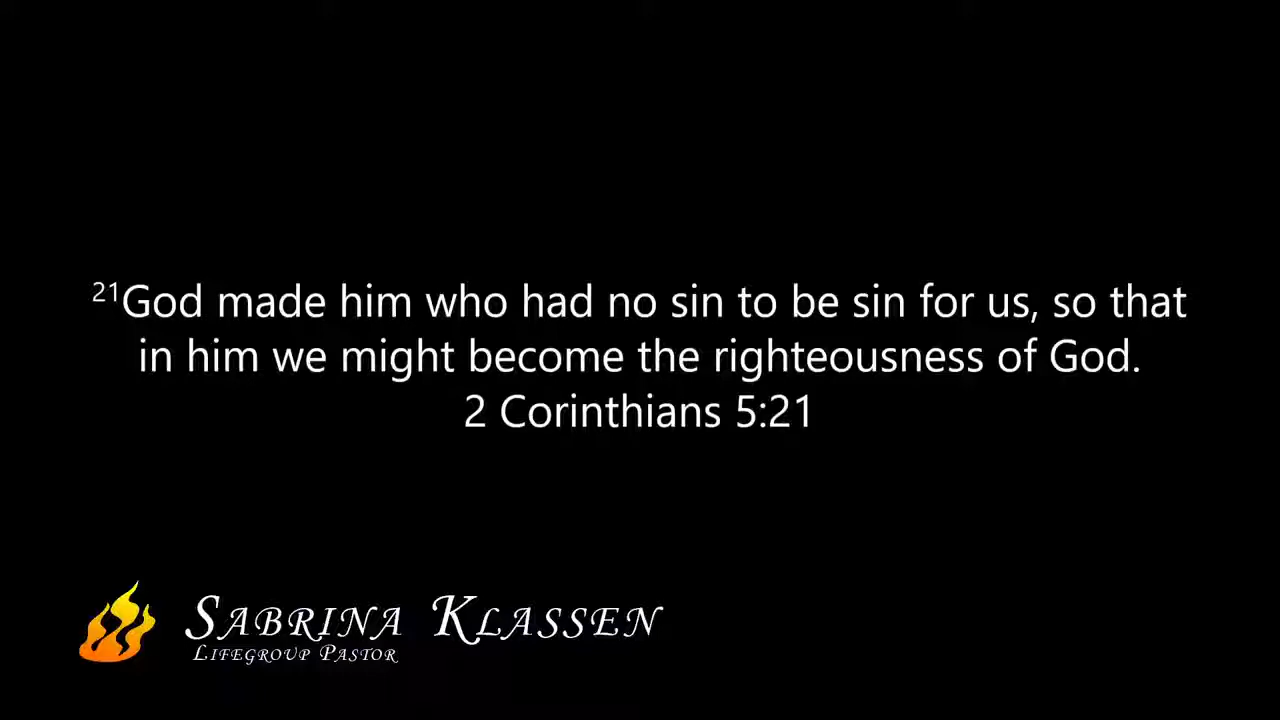 ²¹God made him who had no sin to be sin for us, so that
in him we might become the righteousness of God.
2 Corinthians 5:21
SABRINA KLASSEN
LIFEGROUP PASTOR